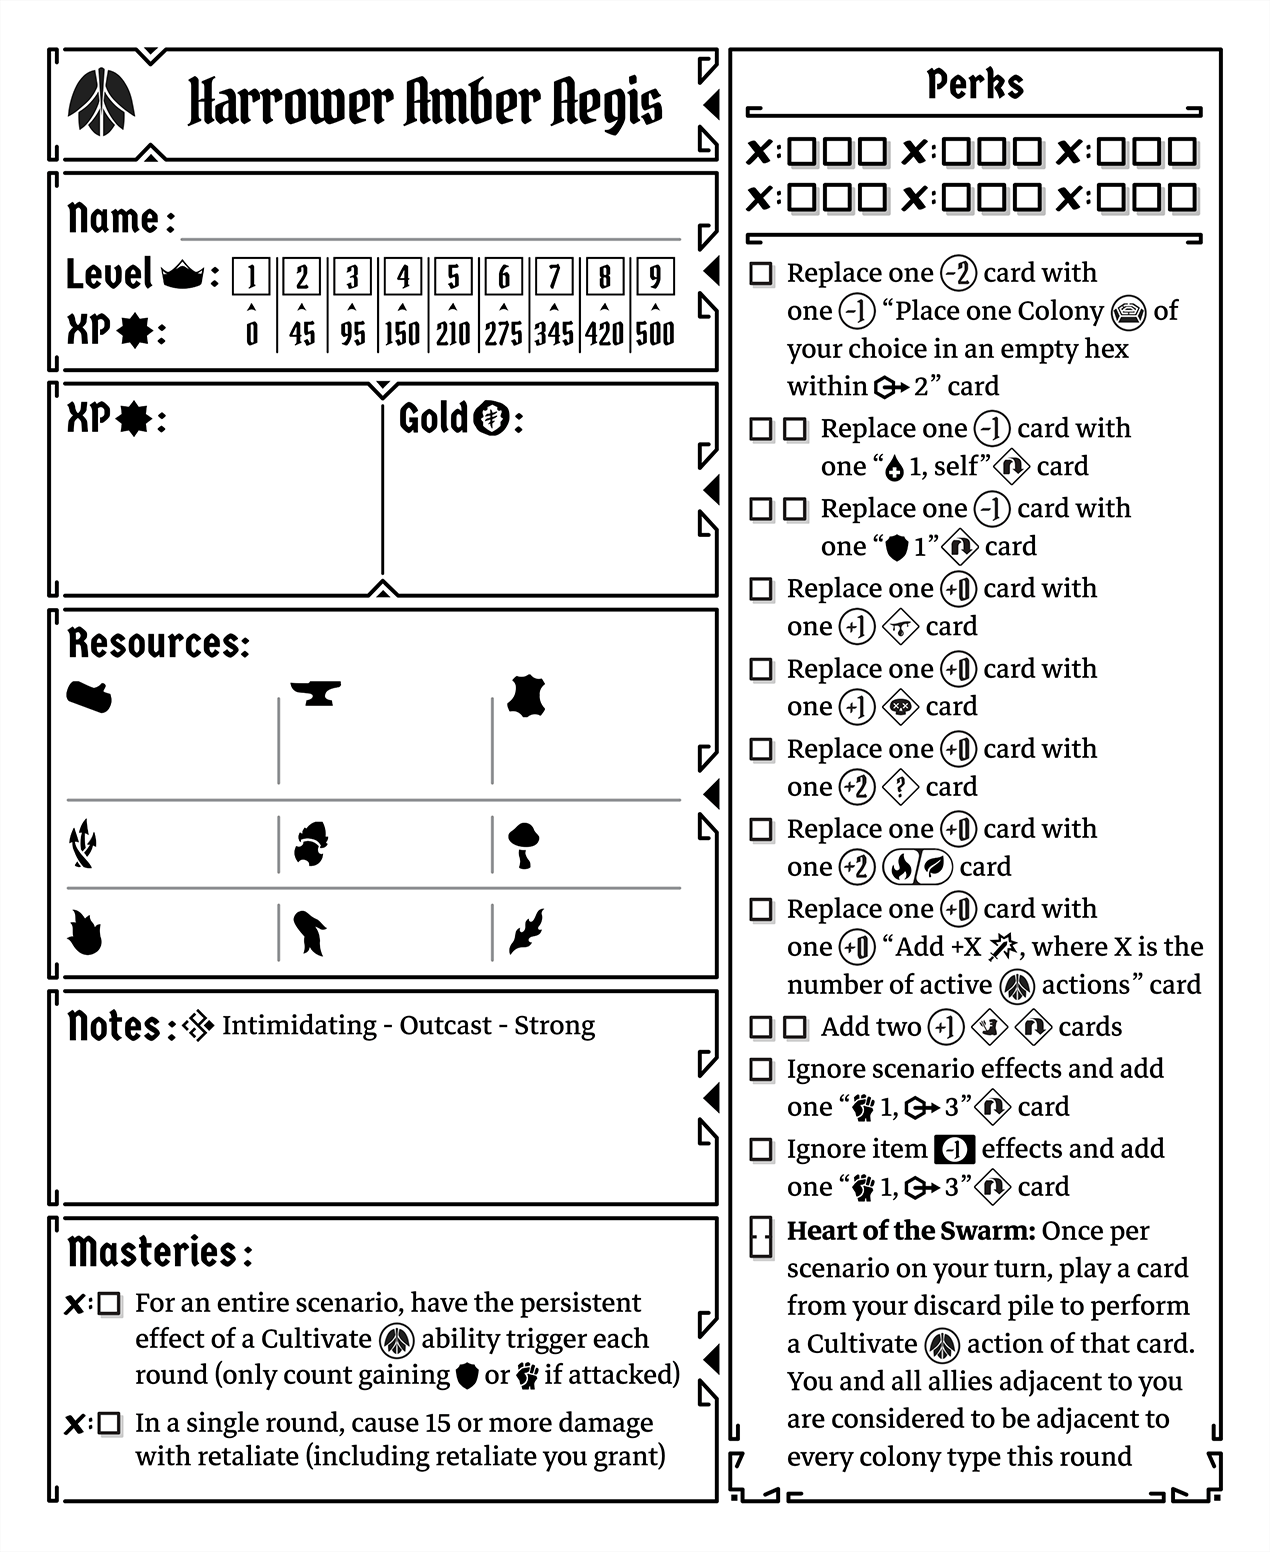 Harrower Amber Aegis
Name:
Level :
1 2 3 4 5 6 7 8 9
XP :
0 45 95 150 210 275 345 420 500
XP :
Gold :
Resources:
Notes: Intimidating - Outcast - Strong
Masteries:
For an entire scenario, have the persistent
effect of a Cultivate ability trigger each
round (only count gaining or if attacked)
In a single round, cause 15 or more damage
with retaliate (including retaliate you grant)
Perks
Replace one -2 card with
one -1 “Place one Colony of
your choice in an empty hex
within 2” card
Replace one -1 card with
one “ 1, self” card
Replace one -1 card with
one “ 1” card
Replace one +0 card with
one +1 card
Replace one +0 card with
one +1 card
Replace one +0 card with
one +2 ? card
Replace one +0 card with
one +2 card
Replace one +0 card with
one +0 “Add +X , where X is the
number of active actions” card
Add two +1 cards
Ignore scenario effects and add
one “ 1, 3” card
Ignore item -1 effects and add
one “ 1, 3” card
Heart of the Swarm: Once per
scenario on your turn, play a card
from your discard pile to perform
a Cultivate action of that card.
You and all allies adjacent to you
are considered to be adjacent to
every colony type this round